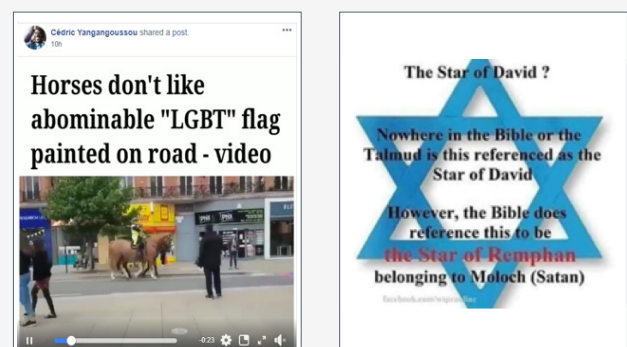 Cédric Yangangoussou shared a post.
10h
Horses don't like
abominable "LGBT" flag
painted on road - video
-0:23
The Star of David ?
Nowhere in the Bible or the
Talmud is this referenced as the
Star of David
However, the Bible does
reference this to be
the Star of Remphan
belonging to Moloch (Satan)